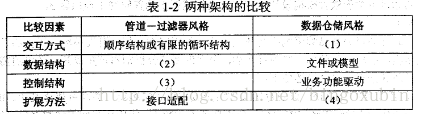 表 1-2 两种架构的比较
比较因素 管道—过滤器风格 数据仓储风格
交互方式 顺序结构或有限的循环结构 （1）
数据结构 （2） 文件或模型
控制结构 （3） 业务功能驱动
扩展方法 接口适配 （4）